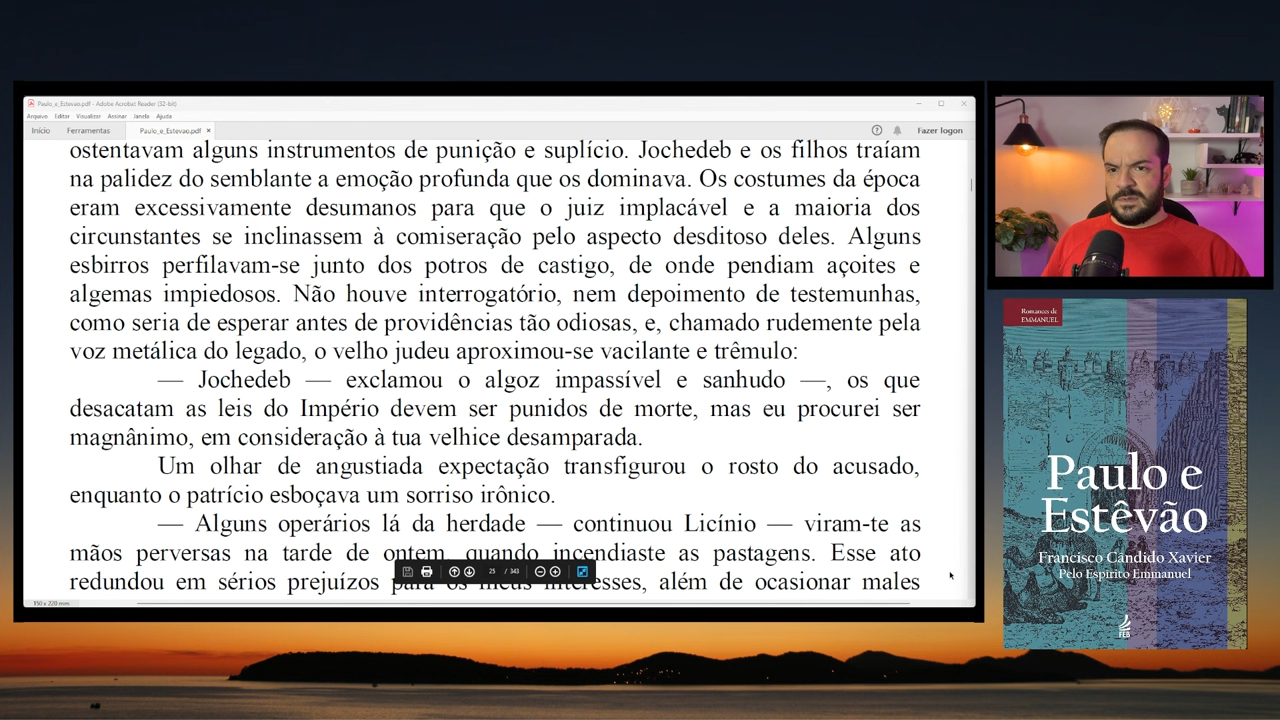 Paulo_e_Estevao.pdf - Adobe Acrobat Reader (32-bit)
Arquivo Editar Visualizar Assinar Janela Ajuda
Início Ferramentas Paulo_e_Estevao.pdf × Fazer logon
ostentavam alguns instrumentos de punição e suplício. Jochedeb e os filhos traíam
na palidez do semblante a emoção profunda que os dominava. Os costumes da época
eram excessivamente desumanos para que o juiz implacável e a maioria dos
circunstantes se inclinassem à comiseração pelo aspecto desditoso deles. Alguns
esbirros perfilavam-se junto dos potros de castigo, de onde pendiam açoites e
algemas impiedosos. Não houve interrogatório, nem depoimento de testemunhas,
como seria de esperar antes de providências tão odiosas, e, chamado rudemente pela
voz metálica do legado, o velho judeu aproximou-se vacilante e trêmulo:
— Jochedeb — exclamou o algoz impassível e sanhudo —, os que
desacatam as leis do Império devem ser punidos de morte, mas eu procurei ser
magnânimo, em consideração à tua velhice desamparada.
Um olhar de angustiada expectação transfigurou o rosto do acusado,
enquanto o patrício esboçava um sorriso irônico.
— Alguns operários lá da herdade — continuou Licínio — viram-te as
mãos perversas na tarde de ontem, quando incendiaste as pastagens. Esse ato
redundou em sérios prejuízos para os meus interesses, além de ocasionar males
25 / 343
150 x 220 mm
Romances de
EMMANUEL
Paulo e
Estêvão
Francisco Cândido Xavier
Pelo Espírito Emmanuel
FEB